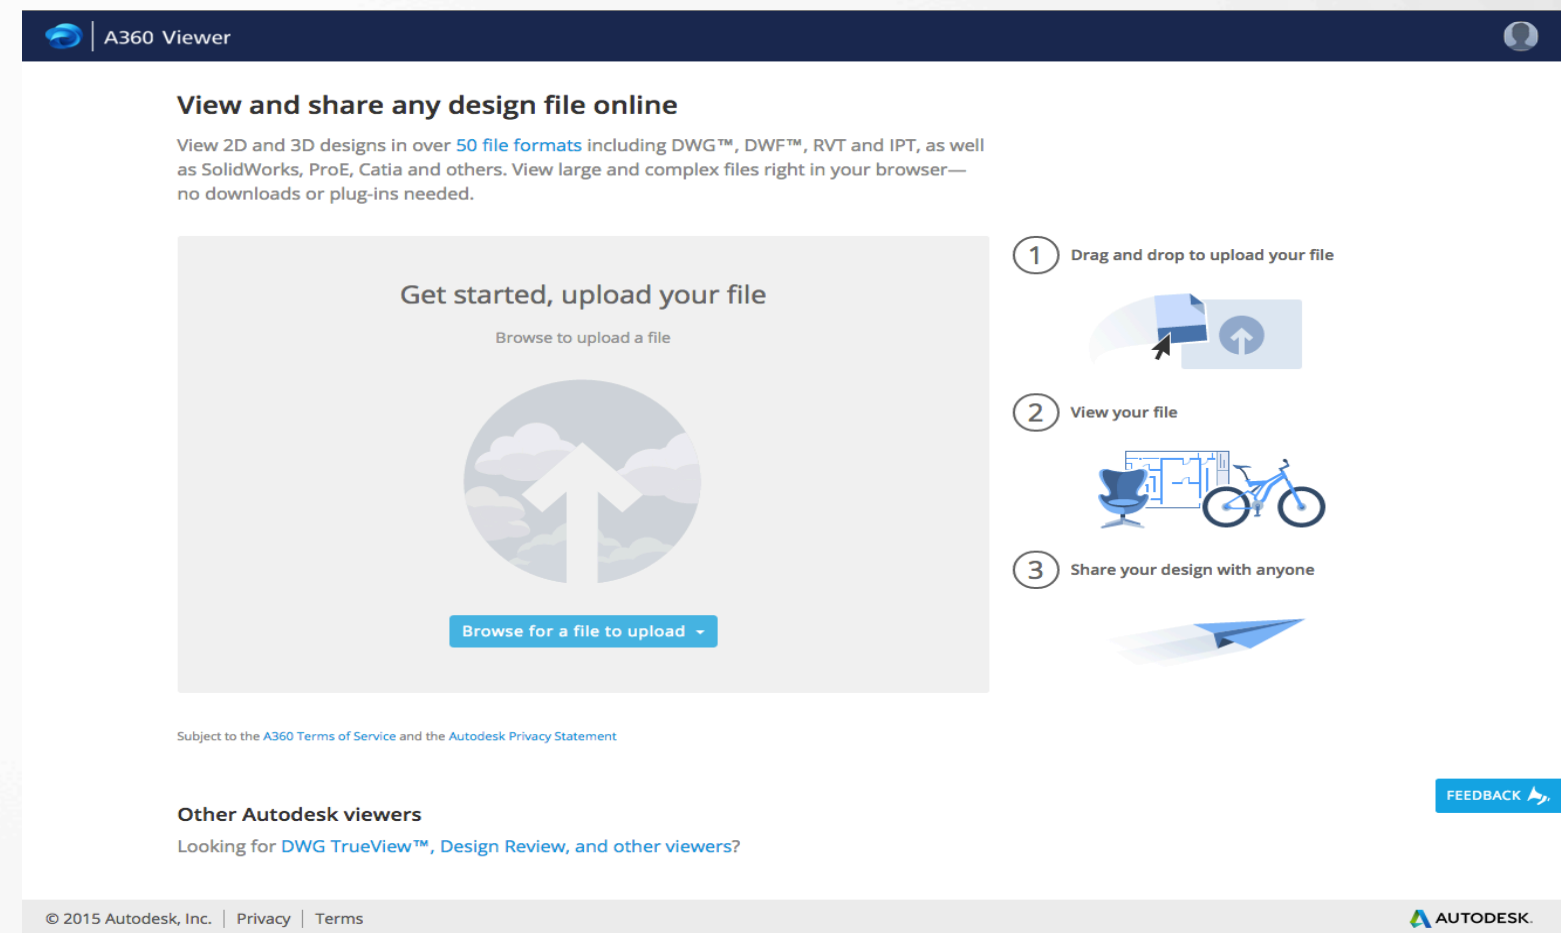 A360 Viewer
View and share any design file online
View 2D and 3D designs in over 50 file formats including DWG™, DWF™, RVT and IPT, as well
as SolidWorks, ProE, Catia and others. View large and complex files right in your browser—
no downloads or plug-ins needed.
Get started, upload your file
Browse to upload a file
Browse for a file to upload
1 Drag and drop to upload your file
2 View your file
3 Share your design with anyone
Subject to the A360 Terms of Service and the Autodesk Privacy Statement
FEEDBACK
Other Autodesk viewers
Looking for DWG TrueView™, Design Review, and other viewers?
© 2015 Autodesk, Inc. | Privacy | Terms
AUTODESK.